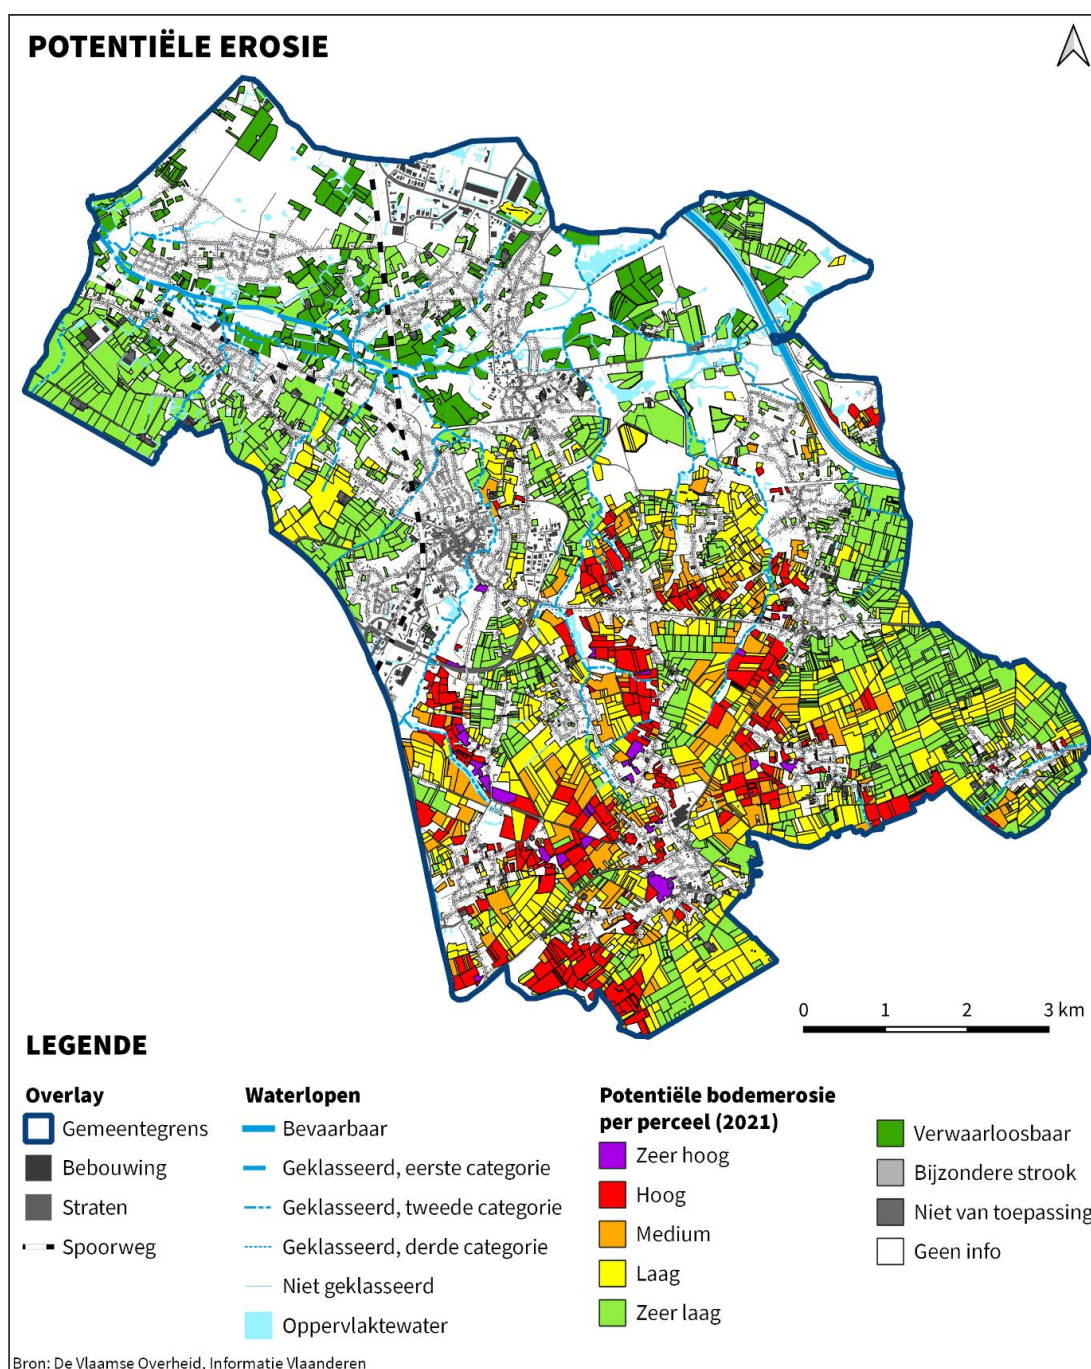 POTENTIËLE EROSIE
0 1 2 3 km
LEGENDE
Overlay
Gemeentegrens
Bebouwing
Straten
Spoorweg
Waterlopen
Bevaarbaar
Geklasseerd, eerste categorie
Geklasseerd, tweede categorie
Geklasseerd, derde categorie
Niet geklasseerd
Oppervlaktewater
Potentiële bodemerosie
per perceel (2021)
Zeer hoog
Hoog
Medium
Laag
Zeer laag
Verwaarloosbaar
Bijzondere strook
Niet van toepassing
Geen info
Bron: De Vlaamse Overheid, Informatie Vlaanderen